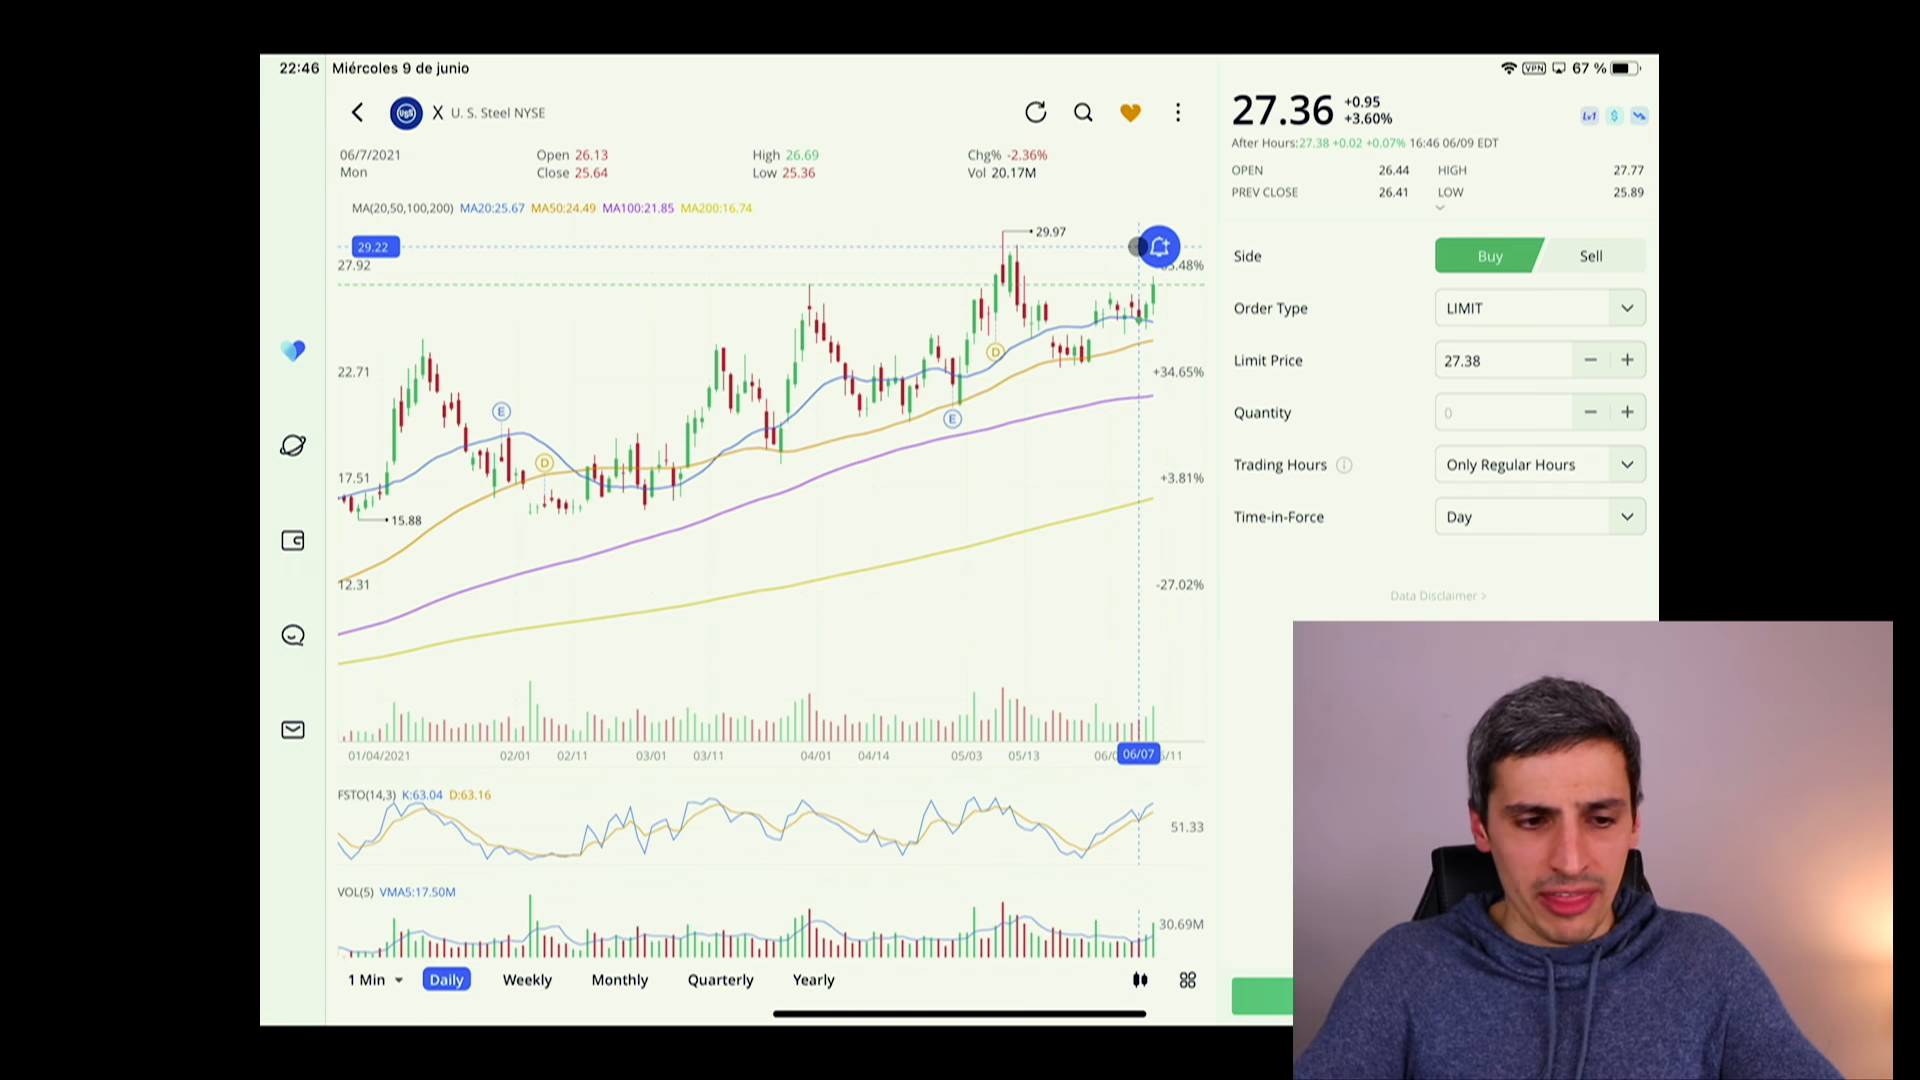 22:46 Miércoles 9 de junio
VPN 67 %
USS X U. S. Steel NYSE
06/7/2021 Open 26.13 High 26.69 Chg% -2.36%
Mon Close 25.64 Low 25.36 Vol 20.17M
MA(20,50,100,200) MA20:25.67 MA50:24.49 MA100:21.85 MA200:16.74
29.97
29.22
27.92
22.71 +34.65%
E
D
E
D
17.51 +3.81%
15.88
12.31 -27.02%
01/04/2021 02/01 02/11 03/01 03/11 04/01 04/14 05/03 05/13 06/07
FSTO(14,3) K:63.04 D:63.16
51.33
VOL(5) VMA5:17.50M
30.69M
1 Min Daily Weekly Monthly Quarterly Yearly
27.36 +0.95
+3.60%
Lv1 $
After Hours:27.38 +0.02 +0.07% 16:46 06/09 EDT
OPEN 26.44 HIGH 27.77
PREV CLOSE 26.41 LOW 25.89
Side Buy Sell
Order Type LIMIT
Limit Price 27.38 − +
Quantity 0 − +
Trading Hours Only Regular Hours
Time-in-Force Day
Data Disclaimer >